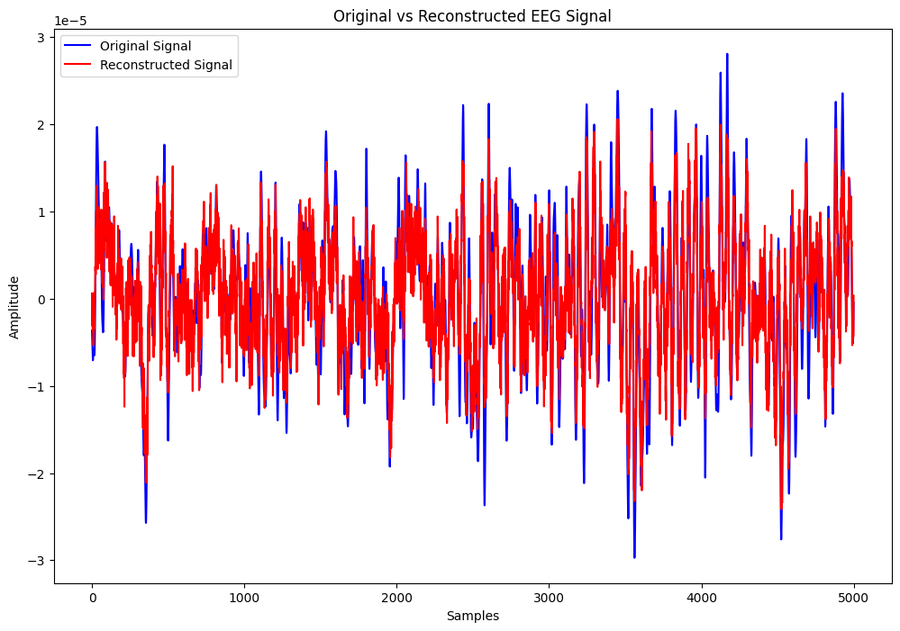 Original vs Reconstructed EEG Signal
1e−5
Original Signal
Reconstructed Signal
3
2
1
0
−1
−2
−3
Amplitude
0 1000 2000 3000 4000 5000
Samples